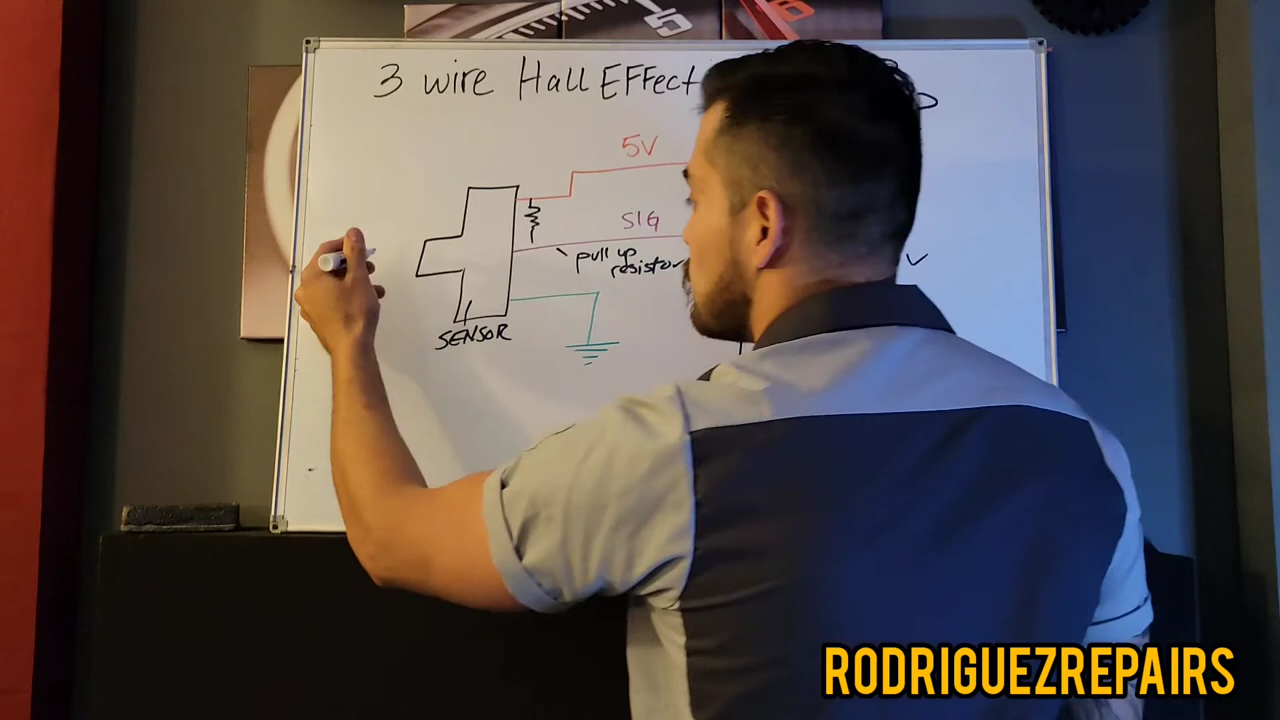 3 wire Hall EFFect
5V
SIG
pull up
resistor
SENSOR
RODRIGUEZREPAIRS